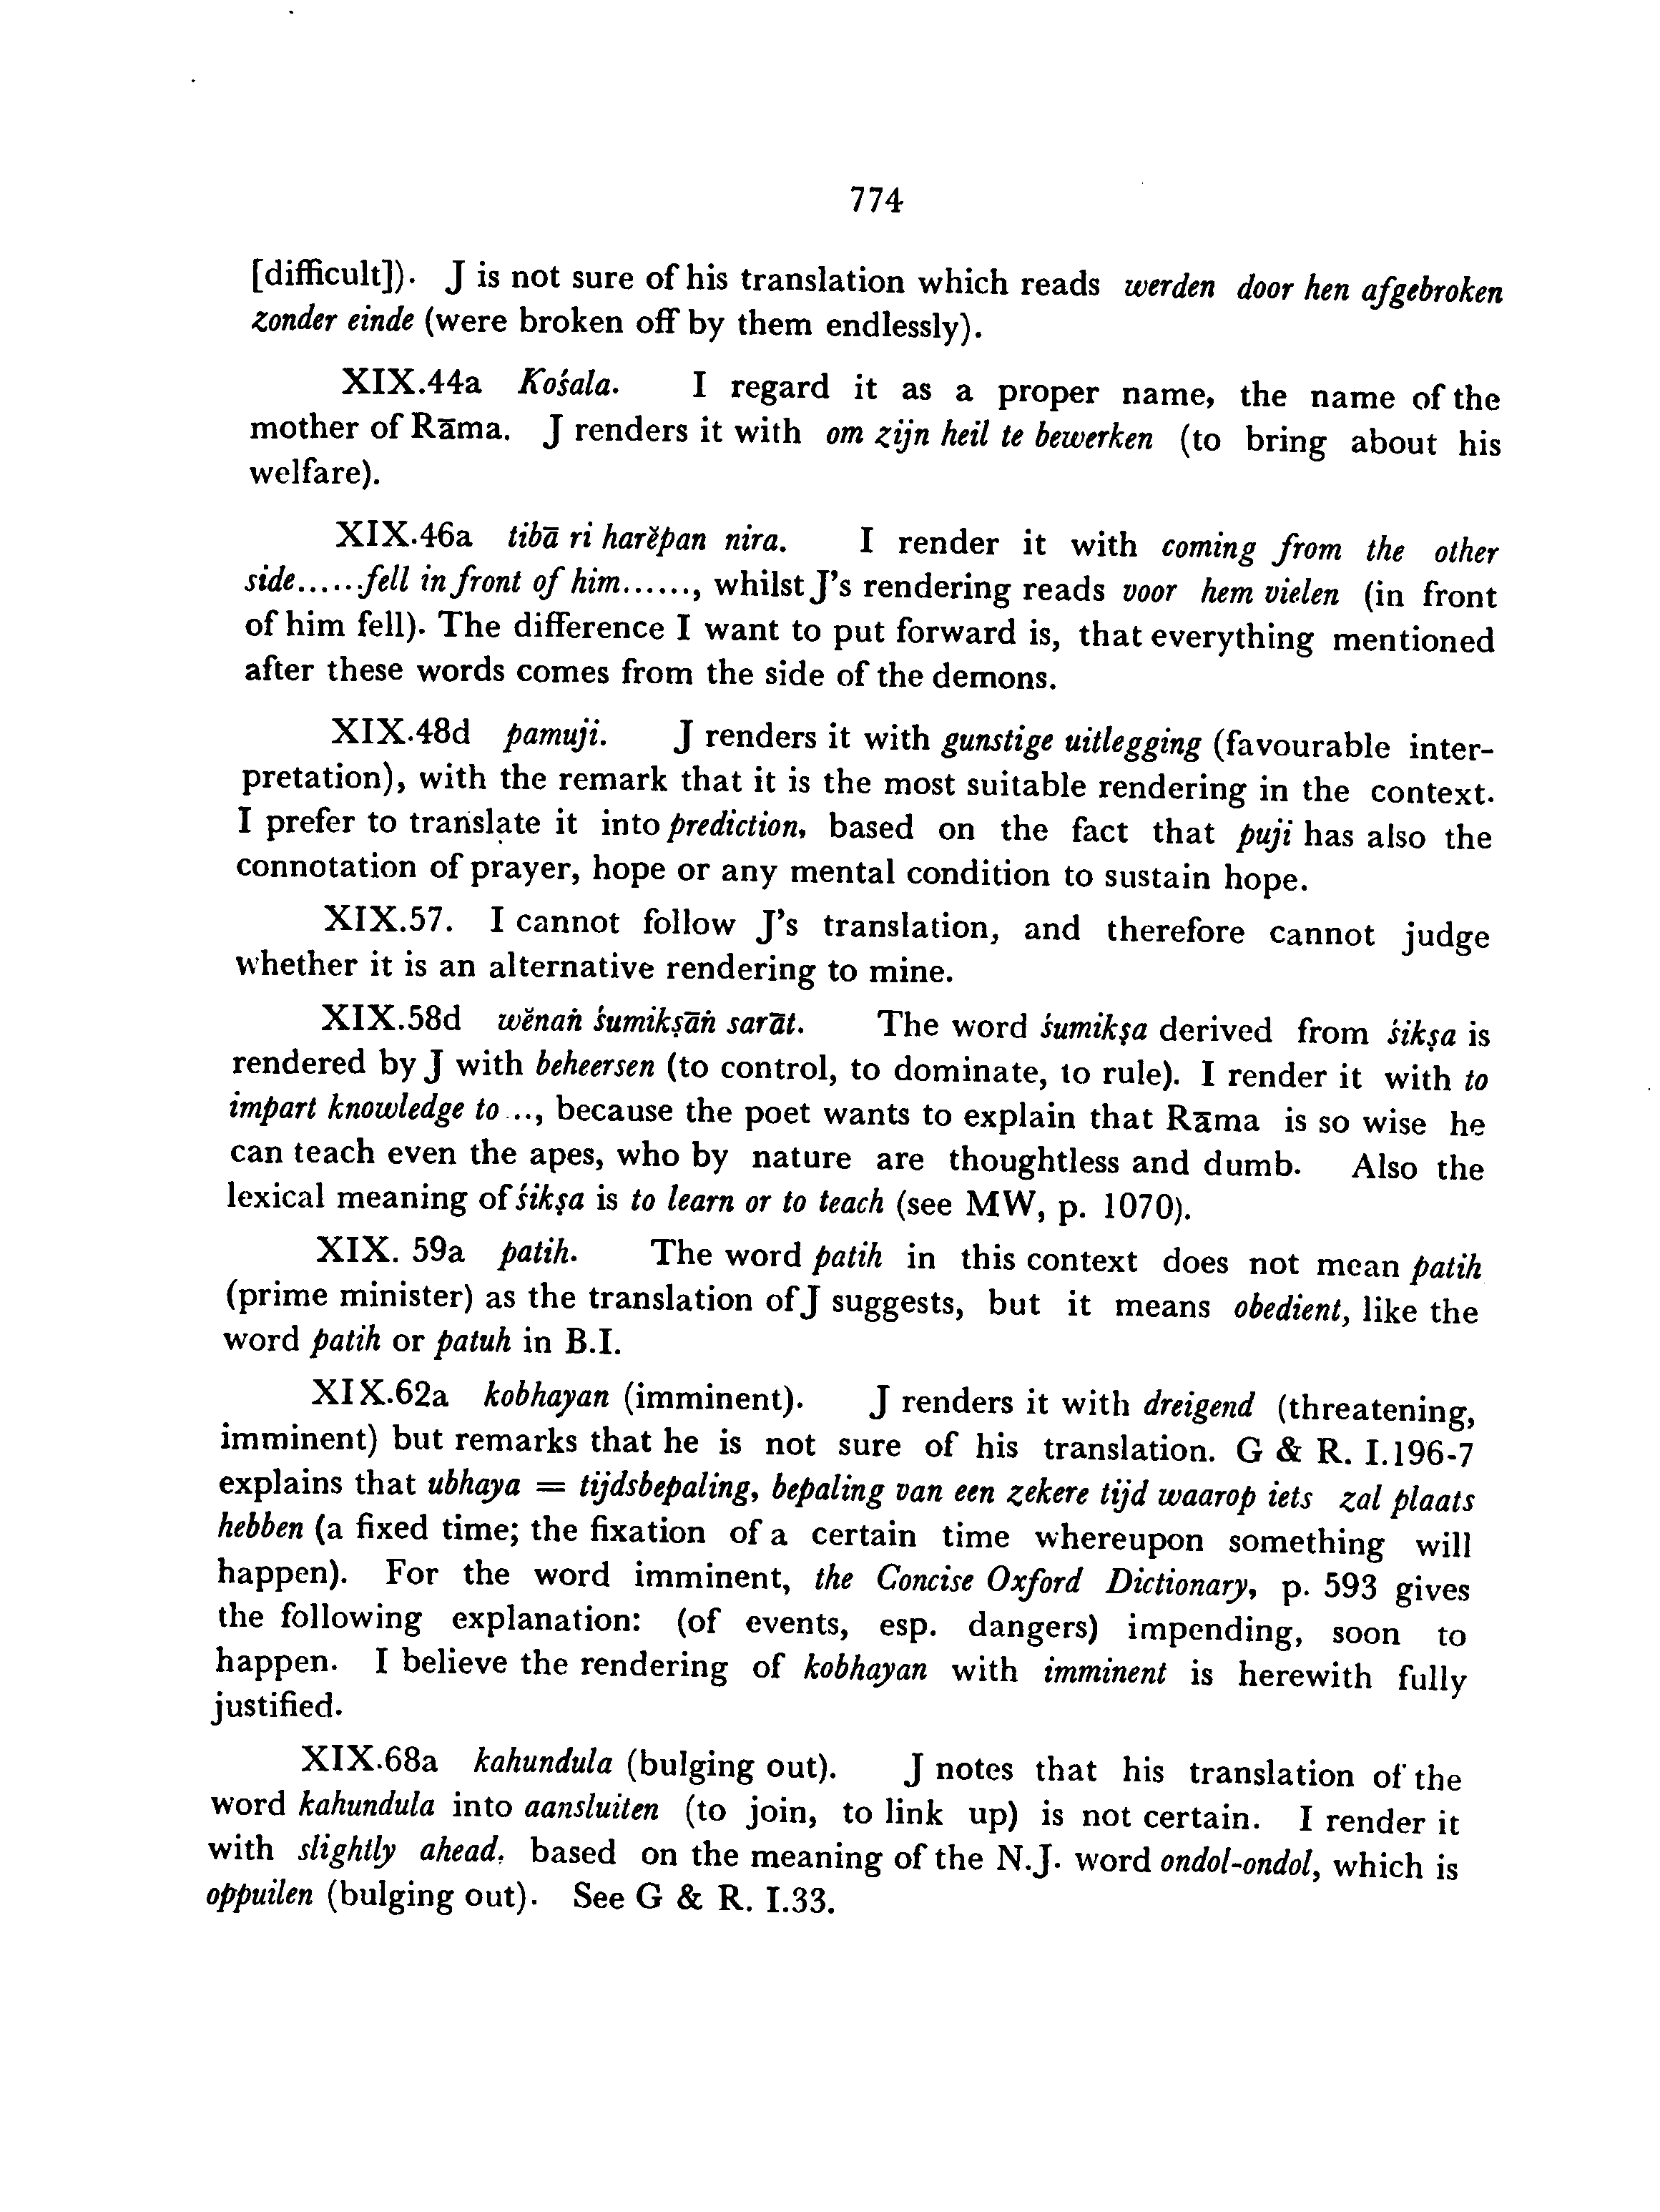 774
[difficult]). J is not sure of his translation which reads werden door hen afgebroken
zonder einde (were broken off by them endlessly).
XIX.44a Kośala. I regard it as a proper name, the name of the
mother of Rāma. J renders it with om zijn heil te bewerken (to bring about his
welfare).
XIX.46a tibā ri harĕpan nira. I render it with coming from the other
side......fell in front of him......, whilst J's rendering reads voor hem vielen (in front
of him fell). The difference I want to put forward is, that everything mentioned
after these words comes from the side of the demons.
XIX.48d pamuji. J renders it with gunstige uitlegging (favourable inter-
pretation), with the remark that it is the most suitable rendering in the context.
I prefer to translate it into prediction, based on the fact that puji has also the
connotation of prayer, hope or any mental condition to sustain hope.
XIX.57. I cannot follow J's translation, and therefore cannot judge
whether it is an alternative rendering to mine.
XIX.58d wĕnaṅ śumikṣāṅ sarāt. The word śumikṣa derived from śikṣa is
rendered by J with beheersen (to control, to dominate, to rule). I render it with to
impart knowledge to ..., because the poet wants to explain that Rāma is so wise he
can teach even the apes, who by nature are thoughtless and dumb. Also the
lexical meaning of śikṣa is to learn or to teach (see MW, p. 1070).
XIX. 59a patih. The word patih in this context does not mean patih
(prime minister) as the translation of J suggests, but it means obedient, like the
word patih or patuh in B.I.
XIX.62a kobhayan (imminent). J renders it with dreigend (threatening,
imminent) but remarks that he is not sure of his translation. G & R. I.196-7
explains that ubhaya = tijdsbepaling, bepaling van een zekere tijd waarop iets zal plaats
hebben (a fixed time; the fixation of a certain time whereupon something will
happen). For the word imminent, the Concise Oxford Dictionary, p. 593 gives
the following explanation: (of events, esp. dangers) impending, soon to
happen. I believe the rendering of kobhayan with imminent is herewith fully
justified.
XIX.68a kahundula (bulging out). J notes that his translation of the
word kahundula into aansluiten (to join, to link up) is not certain. I render it
with slightly ahead, based on the meaning of the N.J. word ondol-ondol, which is
oppuilen (bulging out). See G & R. I.33.